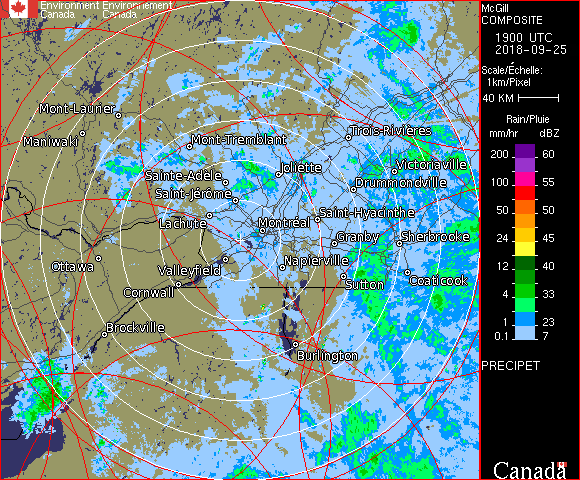 Environment Environnement
Canada Canada
McGill
COMPOSITE
1900 UTC
2018-09-25
Scale/Échelle:
1km/Pixel
40 KM
Rain/Pluie
mm/hr dBZ
200 60
100 55
50 50
24 45
12 40
4 33
1 23
0.1 7
PRECIPET
Canada
Mont-Laurier
Maniwaki
Mont-Tremblant
Trois-Rivières
Joliette
Victoriaville
Sainte-Adèle
Drummondville
Saint-Jérôme
Saint-Hyacinthe
Lachute
Montréal
Granby
Sherbrooke
Ottawa
Valleyfield
Napierville
Sutton
Coaticook
Cornwall
Brockville
Burlington